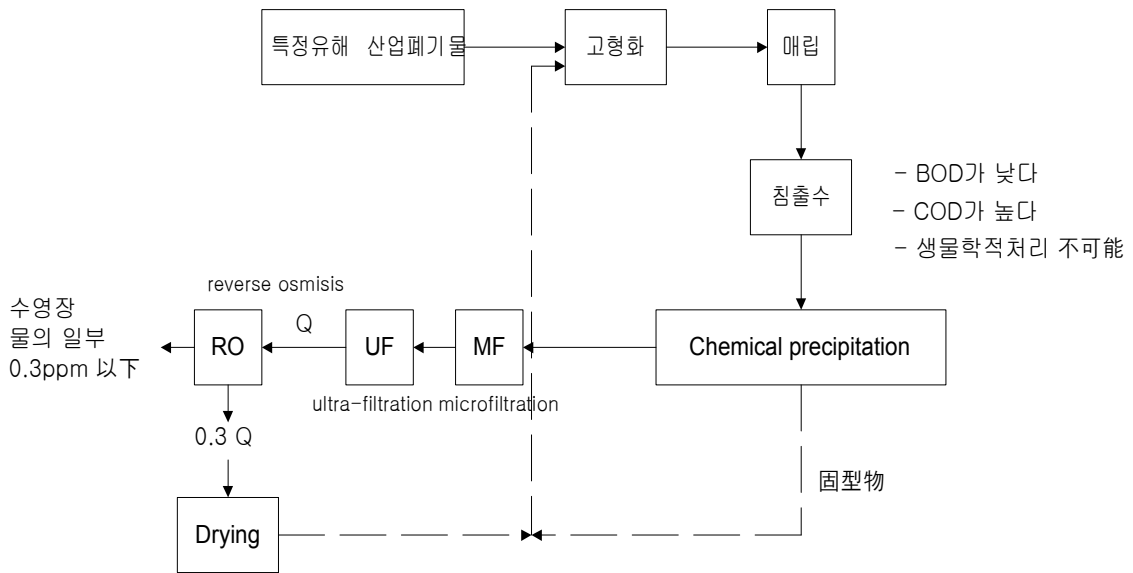 특정유해 산업폐기물
고형화
매립
침출수
- BOD가 낮다
- COD가 높다
- 생물학적처리 不可能
reverse osmisis
수영장
물의 일부
0.3ppm 以下
RO
Q
UF
MF
Chemical precipitation
ultra-filtration
microfiltration
0.3 Q
固型物
Drying